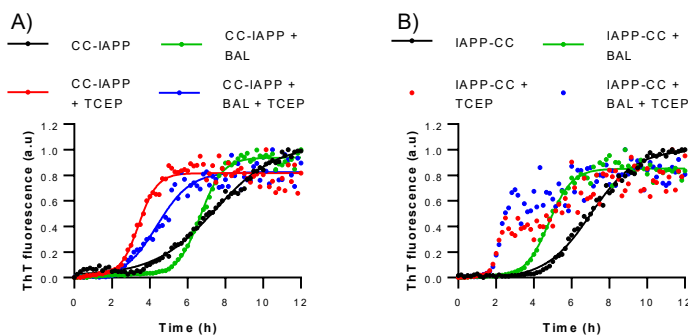 A)
CC-IAPP
CC-IAPP +
BAL
CC-IAPP
+ TCEP
CC-IAPP +
BAL + TCEP
ThT fluorescence (a.u)
1.2
1.0
0.8
0.6
0.4
0.2
0.0
0 2 4 6 8 10 12
Time (h)
B)
IAPP-CC
IAPP-CC +
BAL
IAPP-CC +
+ TCEP
IAPP-CC +
BAL + TCEP
ThT fluorescence (a.u)
1.2
1.0
0.8
0.6
0.4
0.2
0.0
0 2 4 6 8 10 12
Time (h)